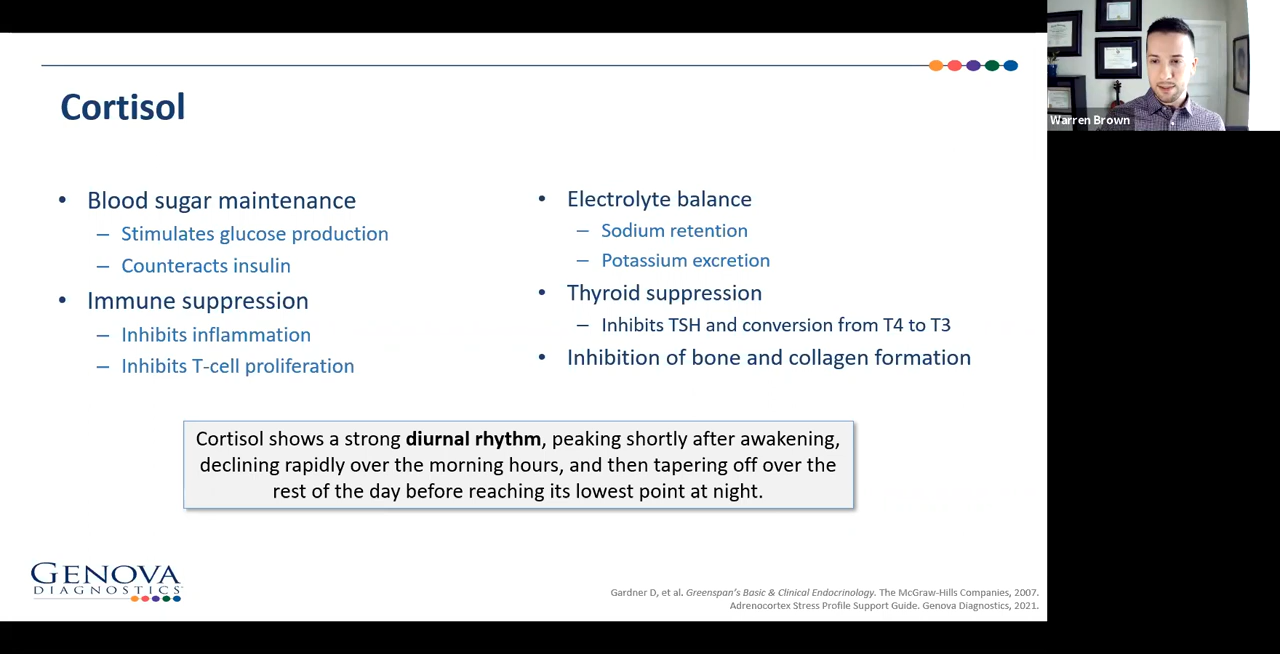 Cortisol
• Blood sugar maintenance
– Stimulates glucose production
– Counteracts insulin
• Immune suppression
– Inhibits inflammation
– Inhibits T-cell proliferation
• Electrolyte balance
– Sodium retention
– Potassium excretion
• Thyroid suppression
– Inhibits TSH and conversion from T4 to T3
• Inhibition of bone and collagen formation
Cortisol shows a strong diurnal rhythm, peaking shortly after awakening,
declining rapidly over the morning hours, and then tapering off over the
rest of the day before reaching its lowest point at night.
GENOVA
DIAGNOSTICS
Gardner D, et al. Greenspan's Basic & Clinical Endocrinology. The McGraw-Hills Companies, 2007.
Adrenocortex Stress Profile Support Guide. Genova Diagnostics, 2021.
Warren Brown